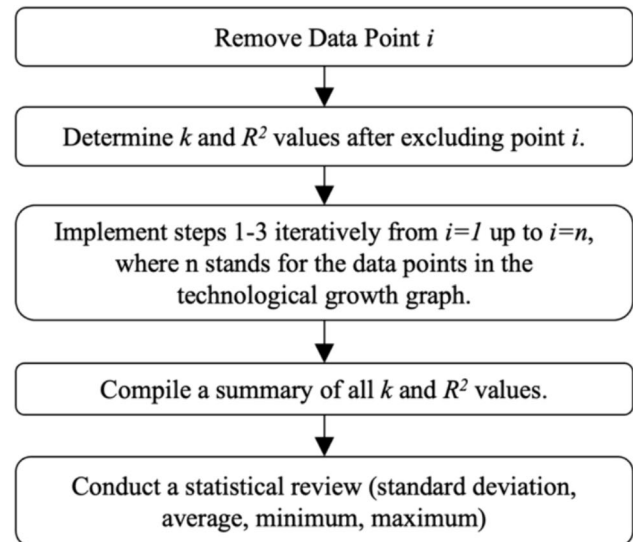 Remove Data Point i
Determine k and R² values after excluding point i.
Implement steps 1-3 iteratively from i=1 up to i=n,
where n stands for the data points in the
technological growth graph.
Compile a summary of all k and R² values.
Conduct a statistical review (standard deviation,
average, minimum, maximum)